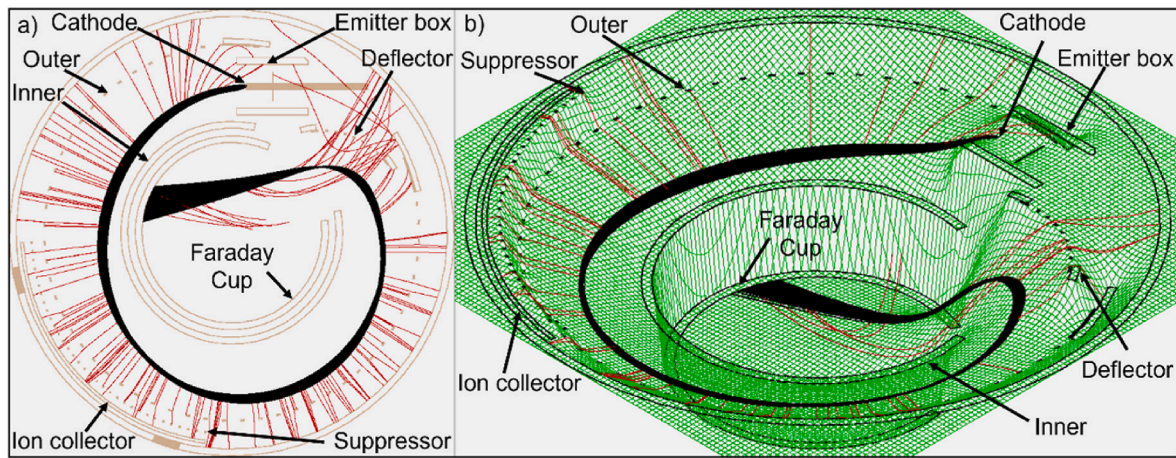 a)
Cathode
Emitter box
Outer
Deflector
Inner
Faraday
Cup
Ion collector
Suppressor
b)
Outer
Cathode
Suppressor
Emitter box
Faraday
Cup
Ion collector
Deflector
Inner